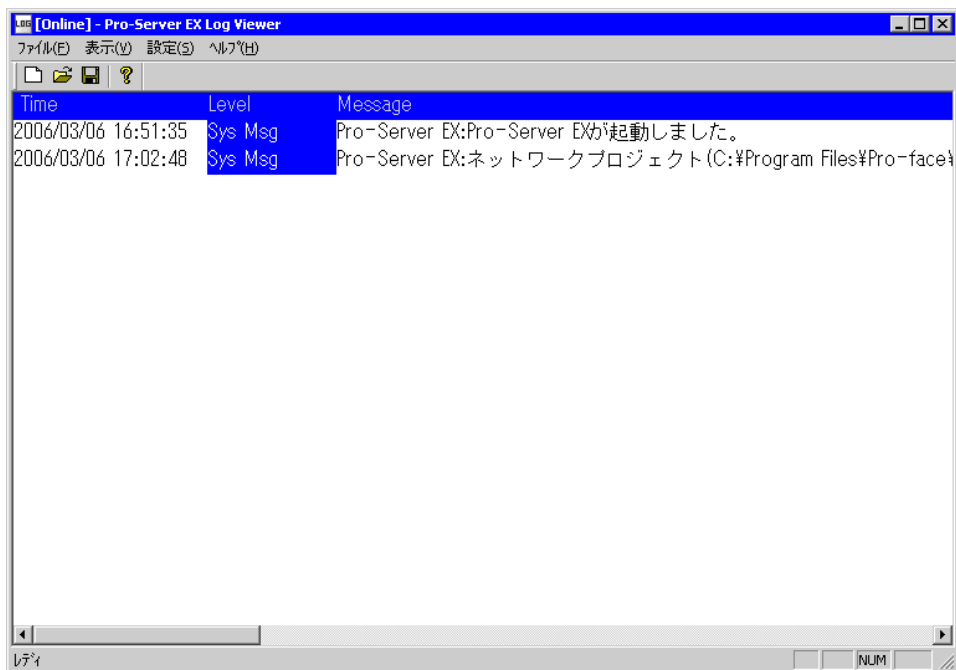 LOG [Online] - Pro-Server EX Log Viewer
ﾌｧｲﾙ(F) 表示(V) 設定(S) ﾍﾙﾌﾟ(H)
Time Level Message
2006/03/06 16:51:35 Sys Msg Pro-Server EX:Pro-Server EXが起動しました。
2006/03/06 17:02:48 Sys Msg Pro-Server EX:ネットワークプロジェクト(C:¥Program Files¥Pro-face¥
ﾚﾃﾞｨ NUM